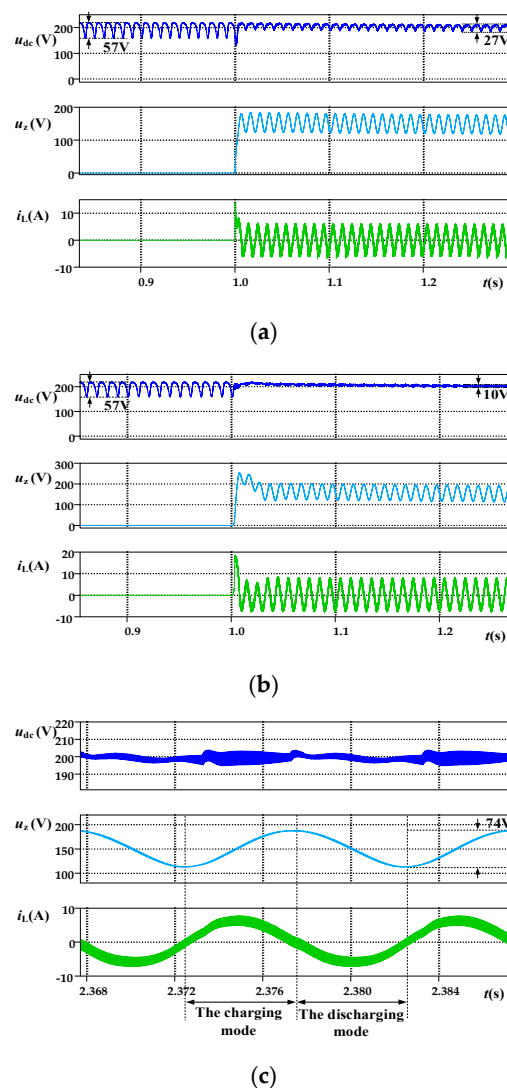 u_dc (V)
200
100
0
57V
27V
u_z (V)
200
100
0
i_L(A)
10
0
-10
0.9
1.0
1.1
1.2
t(s)
(a)
u_dc (V)
200
100
0
57V
10V
u_z (V)
300
200
100
0
i_L(A)
20
10
0
-10
0.9
1.0
1.1
1.2
t(s)
(b)
u_dc (V)
220
210
200
190
u_z (V)
200
150
100
74V
i_L(A)
10
0
-10
2.368
2.372
2.376
2.380
2.384
t(s)
The charging
mode
The discharging
mode
(c)